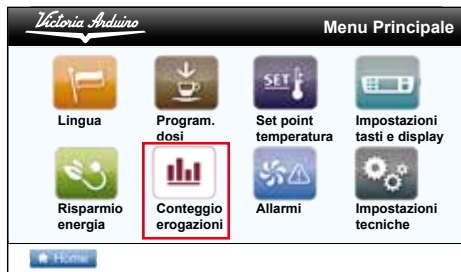 Victoria Arduino
Menu Principale
SET
Lingua
Program.
dosi
Set point
temperatura
Impostazioni
tasti e display
Risparmio
energia
Conteggio
erogazioni
Allarmi
Impostazioni
tecniche
Home